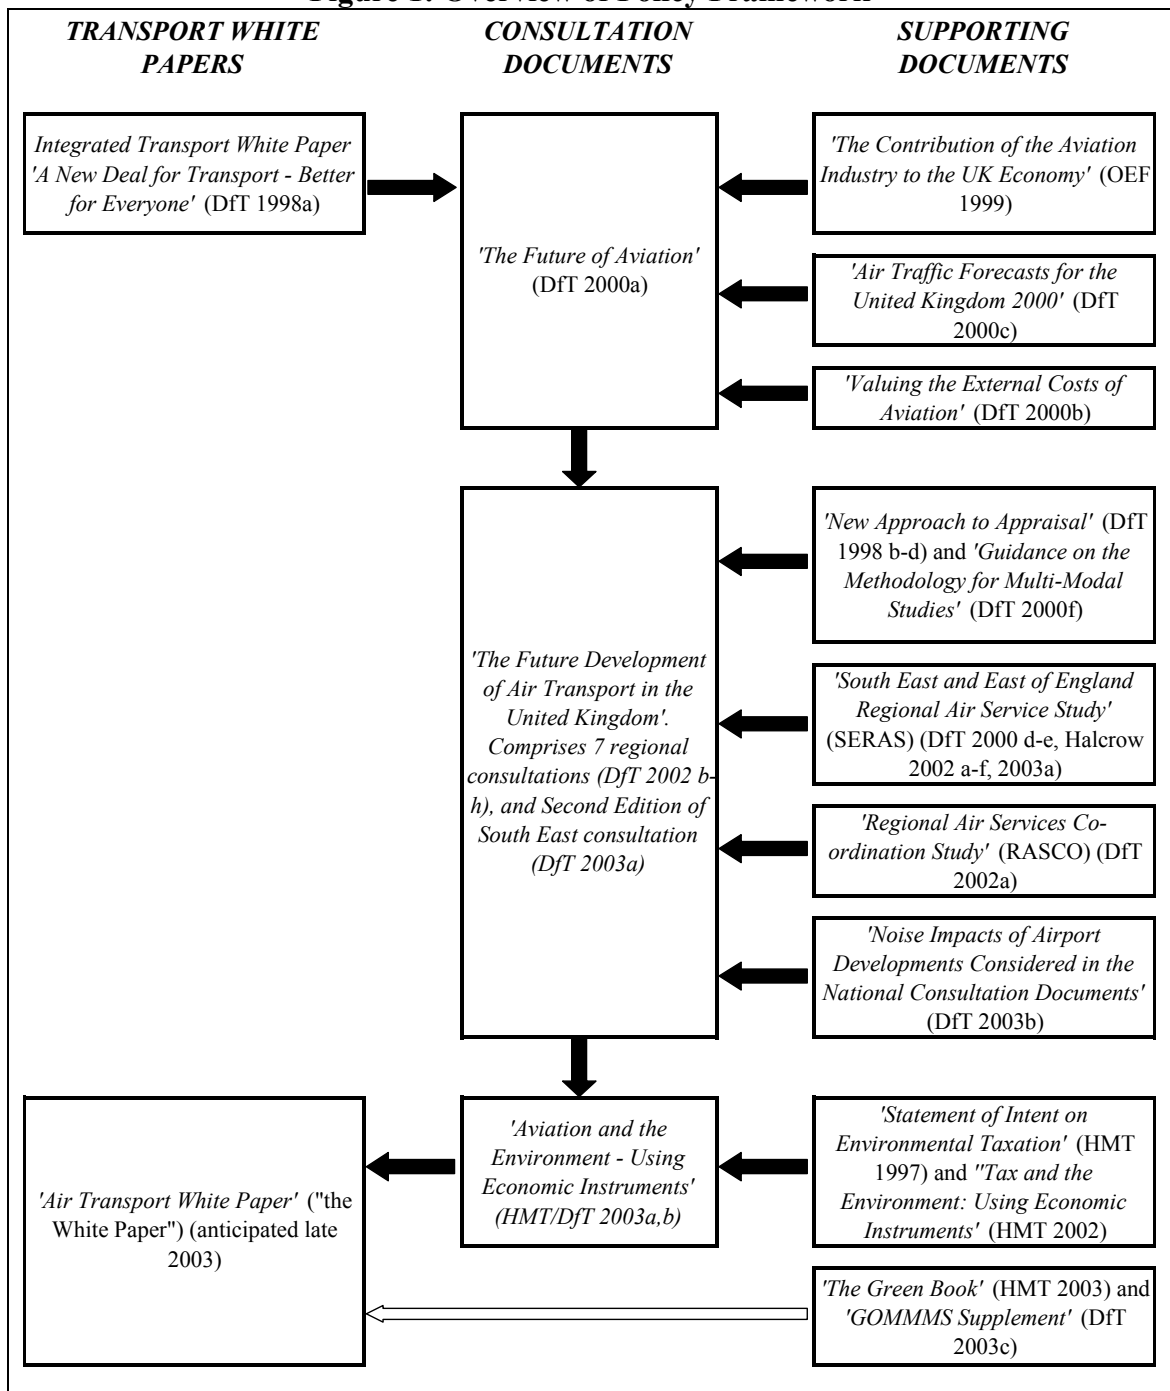 Figure 1: Overview of Policy Framework
TRANSPORT WHITE
PAPERS
CONSULTATION
DOCUMENTS
SUPPORTING
DOCUMENTS
Integrated Transport White Paper
'A New Deal for Transport - Better
for Everyone' (DfT 1998a)
'The Future of Aviation'
(DfT 2000a)
'The Contribution of the Aviation
Industry to the UK Economy' (OEF
1999)
'Air Traffic Forecasts for the
United Kingdom 2000' (DfT
2000c)
'Valuing the External Costs of
Aviation' (DfT 2000b)
'The Future Development
of Air Transport in the
United Kingdom'.
Comprises 7 regional
consultations (DfT 2002 b-
h), and Second Edition of
South East consultation
(DfT 2003a)
'New Approach to Appraisal' (DfT
1998 b-d) and 'Guidance on the
Methodology for Multi-Modal
Studies' (DfT 2000f)
'South East and East of England
Regional Air Service Study'
(SERAS) (DfT 2000 d-e, Halcrow
2002 a-f, 2003a)
'Regional Air Services Co-
ordination Study' (RASCO) (DfT
2002a)
'Noise Impacts of Airport
Developments Considered in the
National Consultation Documents'
(DfT 2003b)
'Air Transport White Paper' ("the
White Paper") (anticipated late
2003)
'Aviation and the
Environment - Using
Economic Instruments'
(HMT/DfT 2003a,b)
'Statement of Intent on
Environmental Taxation' (HMT
1997) and ''Tax and the
Environment: Using Economic
Instruments' (HMT 2002)
'The Green Book' (HMT 2003) and
'GOMMMS Supplement' (DfT
2003c)